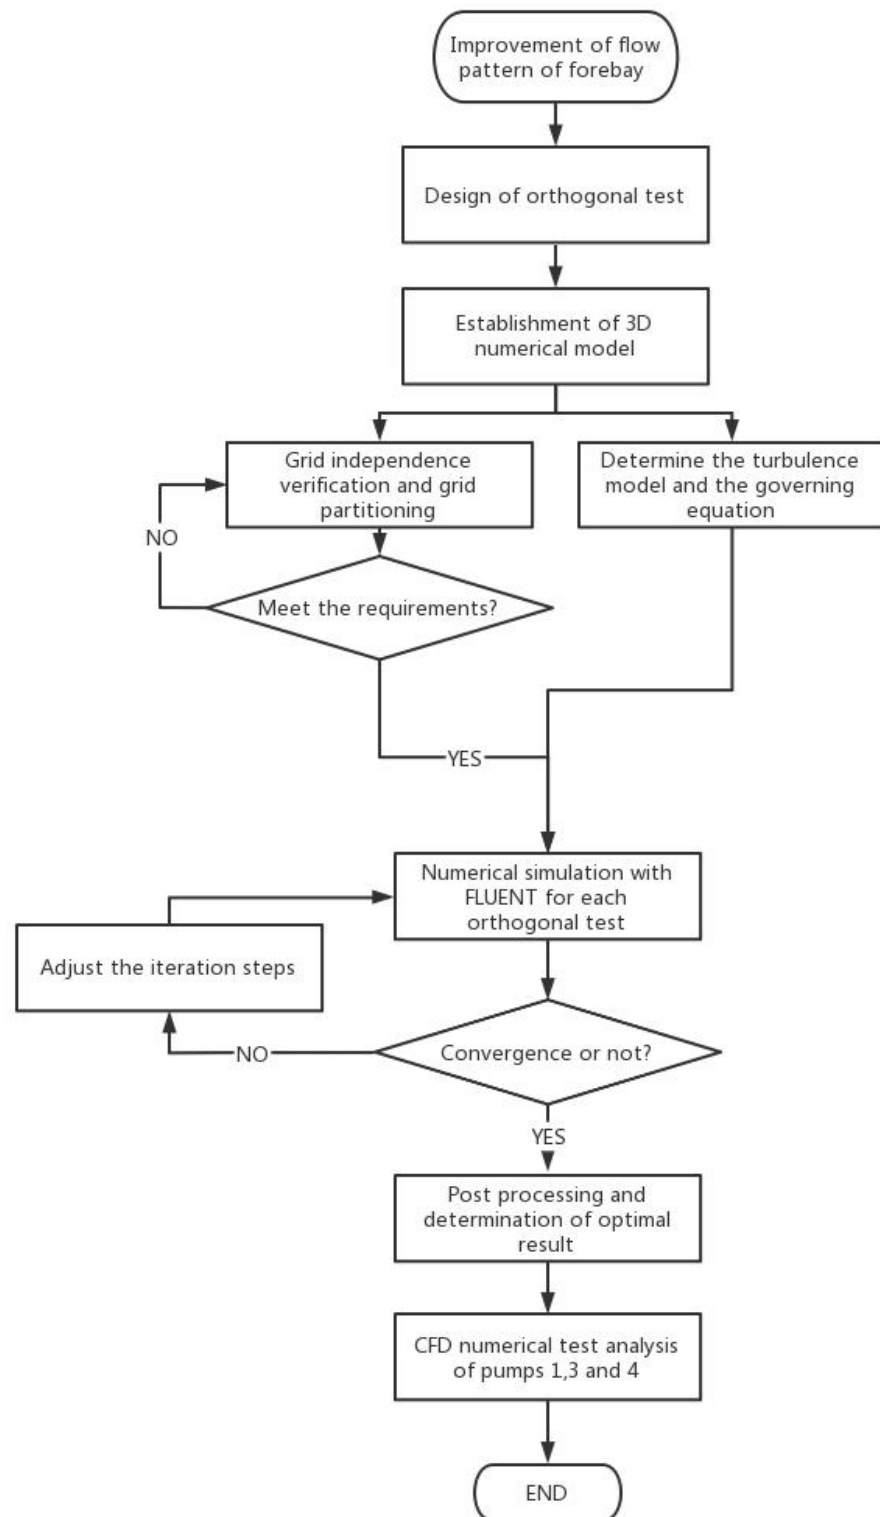 Improvement of flow
pattern of forebay
Design of orthogonal test
Establishment of 3D
numerical model
Grid independence
verification and grid
partitioning
Determine the turbulence
model and the governing
equation
NO
Meet the requirements?
YES
Numerical simulation with
FLUENT for each
orthogonal test
Adjust the iteration steps
NO
Convergence or not?
YES
Post processing and
determination of optimal
result
CFD numerical test analysis
of pumps 1,3 and 4
END